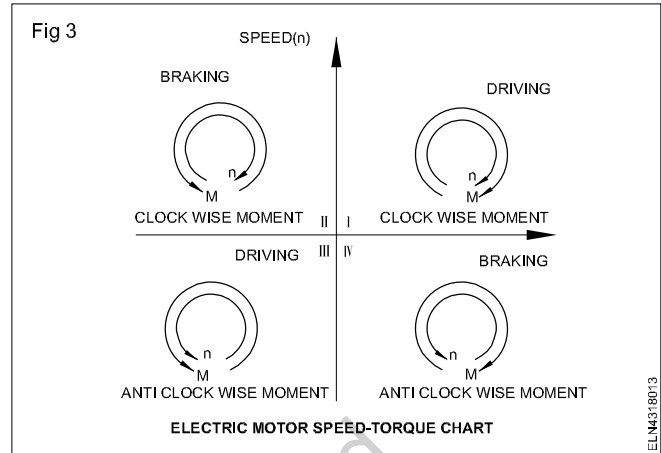 Fig 3
SPEED(n)
BRAKING
DRIVING
n
M
n
M
CLOCK WISE MOMENT
II
I
CLOCK WISE MOMENT
DRIVING
III
IV
BRAKING
n
M
n
M
ANTI CLOCK WISE MOMENT
ANTI CLOCK WISE MOMENT
ELECTRIC MOTOR SPEED-TORQUE CHART
ELN4318013